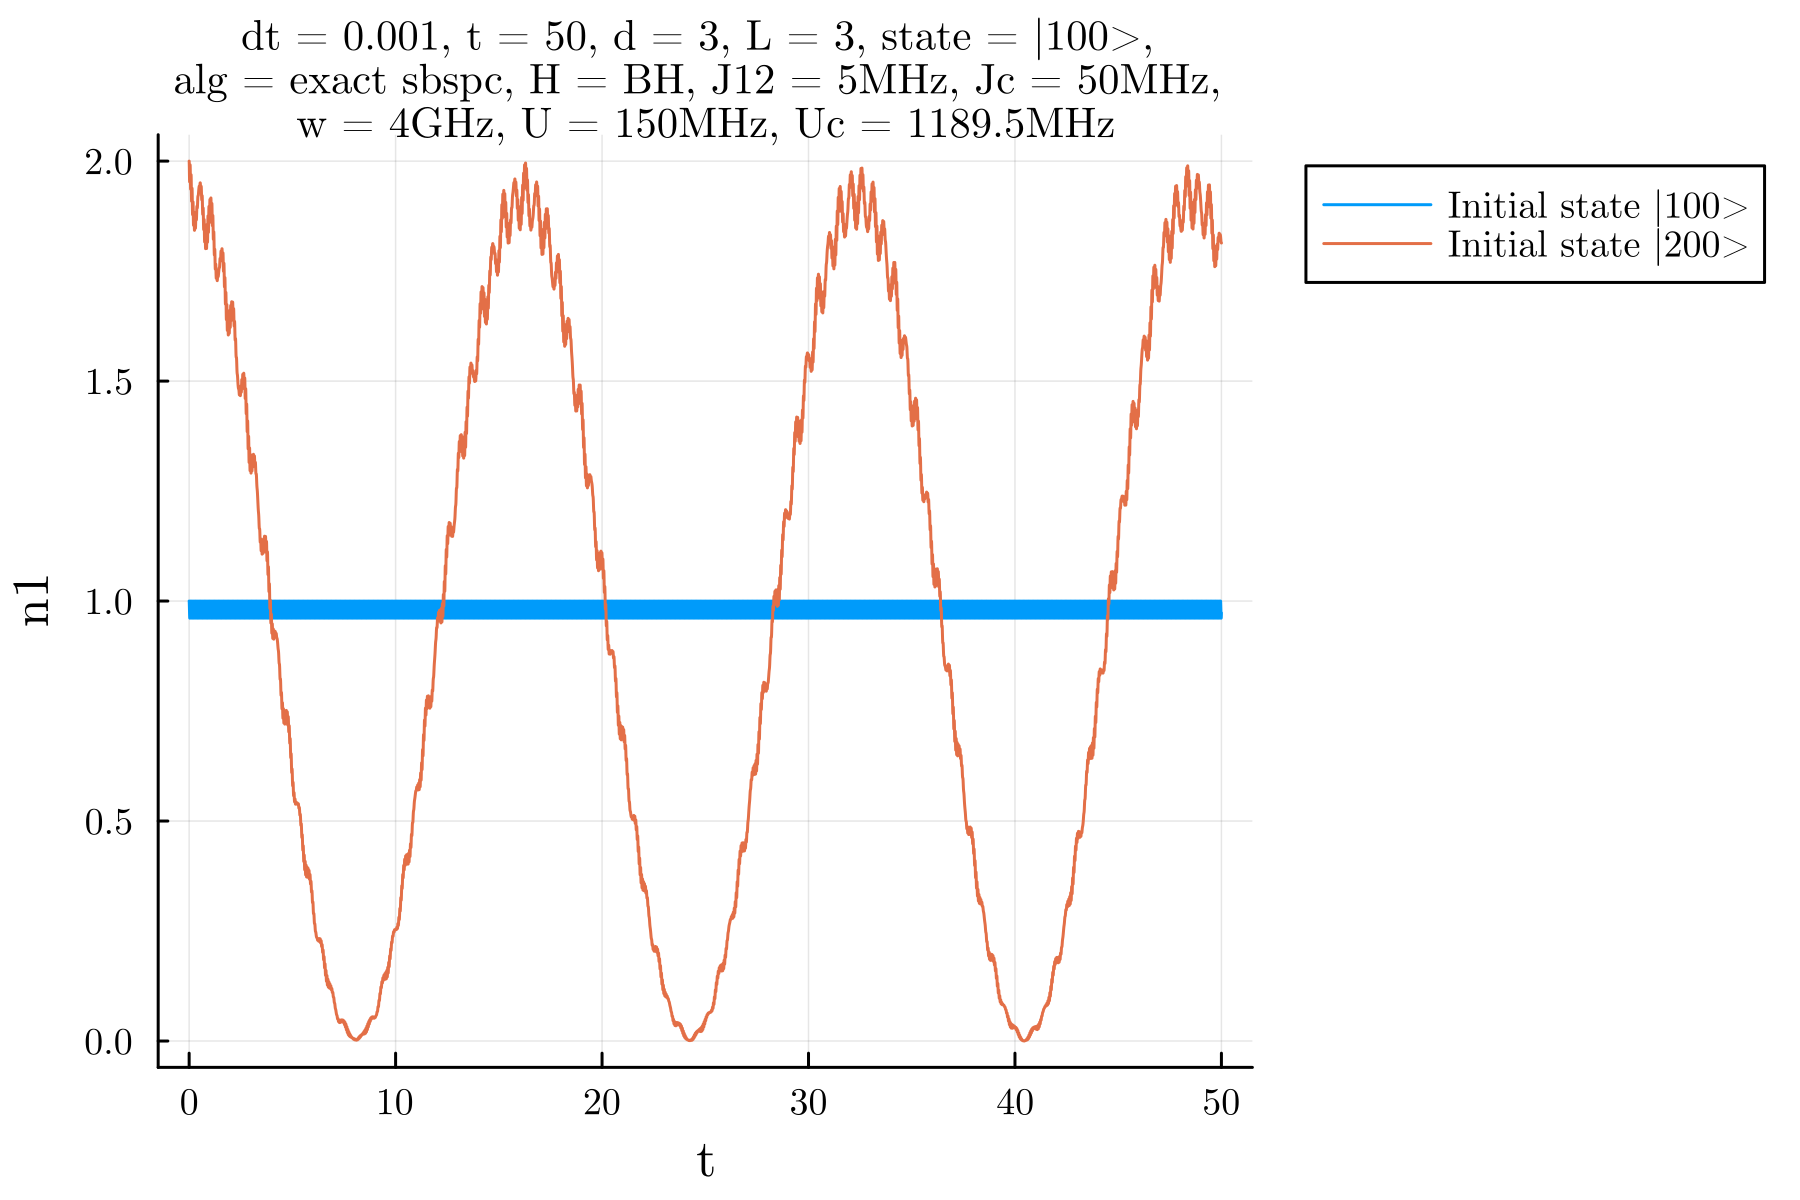 dt = 0.001, t = 50, d = 3, L = 3, state = |100>,
alg = exact sbspc, H = BH, J12 = 5MHz, Jc = 50MHz,
w = 4GHz, U = 150MHz, Uc = 1189.5MHz
Initial state |100>
Initial state |200>
n1
2.0
1.5
1.0
0.5
0.0
0
10
20
30
40
50
t